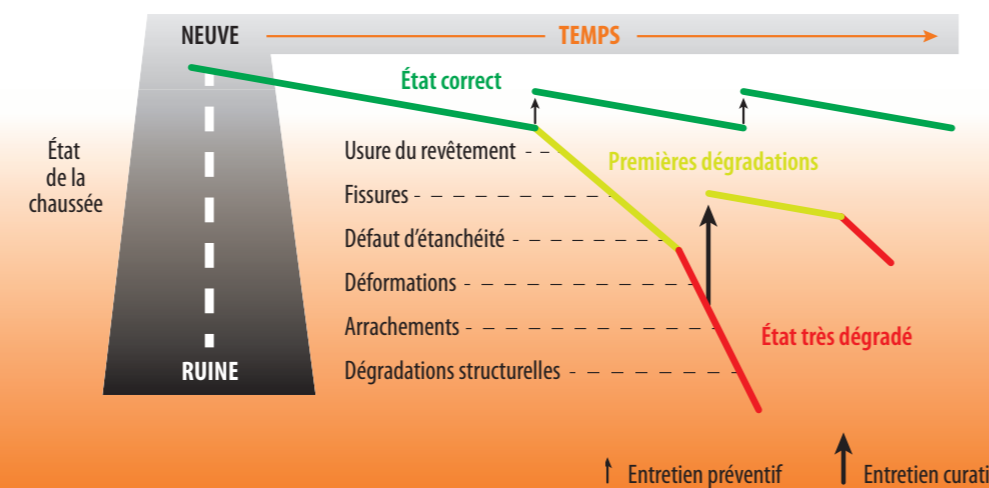 NEUVE
TEMPS
État correct
État
de la
chaussée
Usure du revêtement
Premières dégradations
Fissures
Défaut d’étanchéité
Déformations
Arrachements
État très dégradé
RUINE
Dégradations structurelles
Entretien préventif
Entretien curati